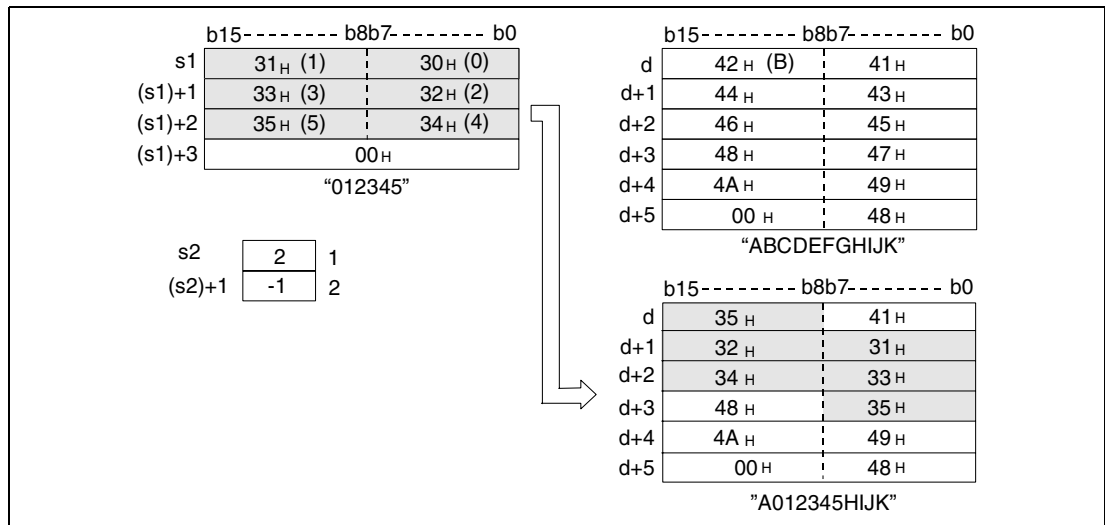 b15-------- b8b7-------- b0
s1 31H (1) 30H (0)
(s1)+1 33H (3) 32H (2)
(s1)+2 35H (5) 34H (4)
(s1)+3 00H
“012345”
s2 2 1
(s2)+1 -1 2
b15-------- b8b7-------- b0
d 42H (B) 41H
d+1 44H 43H
d+2 46H 45H
d+3 48H 47H
d+4 4AH 49H
d+5 00H 48H
“ABCDEFGHIJK”
b15-------- b8b7-------- b0
d 35H 41H
d+1 32H 31H
d+2 34H 33H
d+3 48H 35H
d+4 4AH 49H
d+5 00H 48H
”A012345HIJK”